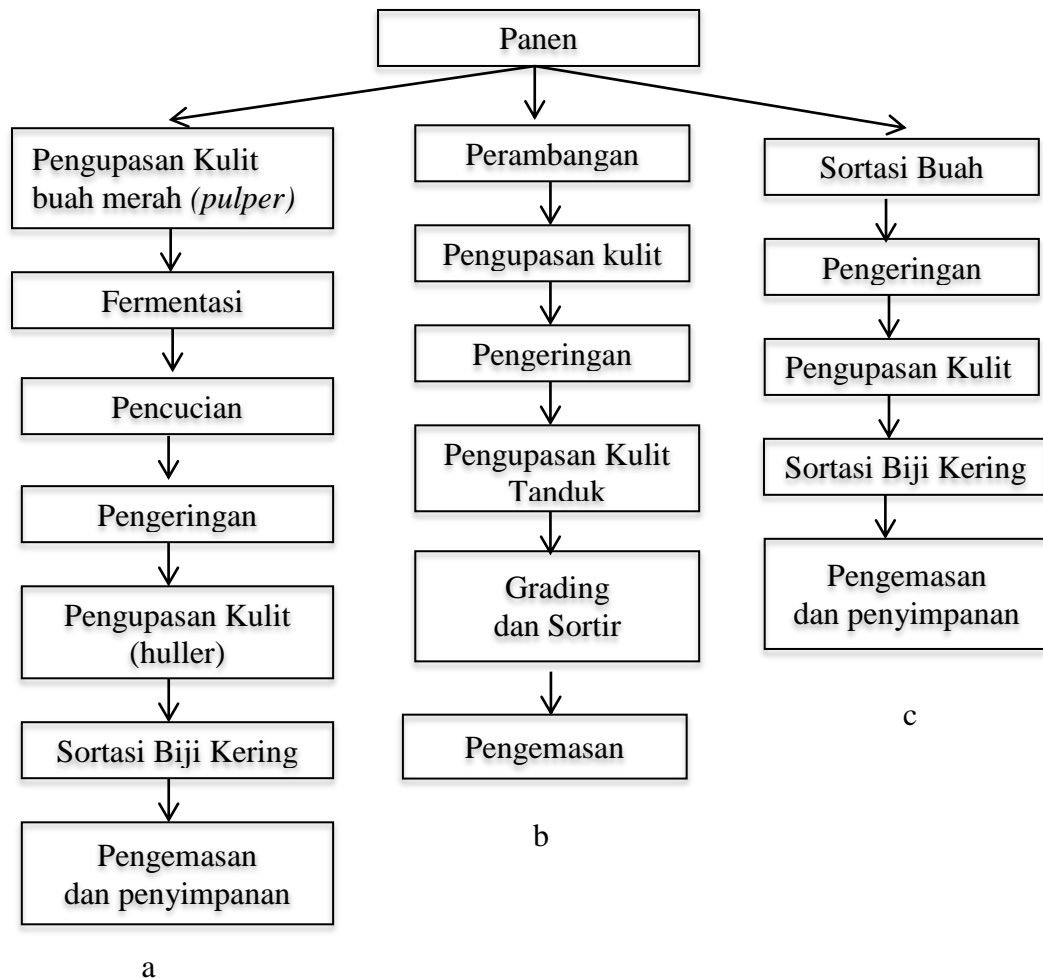 Panen
Pengupasan Kulit
buah merah (pulper)
Fermentasi
Pencucian
Pengeringan
Pengupasan Kulit
(huller)
Sortasi Biji Kering
Pengemasan
dan penyimpanan
a
Perambangan
Pengupasan kulit
Pengeringan
Pengupasan Kulit
Tanduk
Grading
dan Sortir
Pengemasan
b
Sortasi Buah
Pengeringan
Pengupasan Kulit
Sortasi Biji Kering
Pengemasan
dan penyimpanan
c